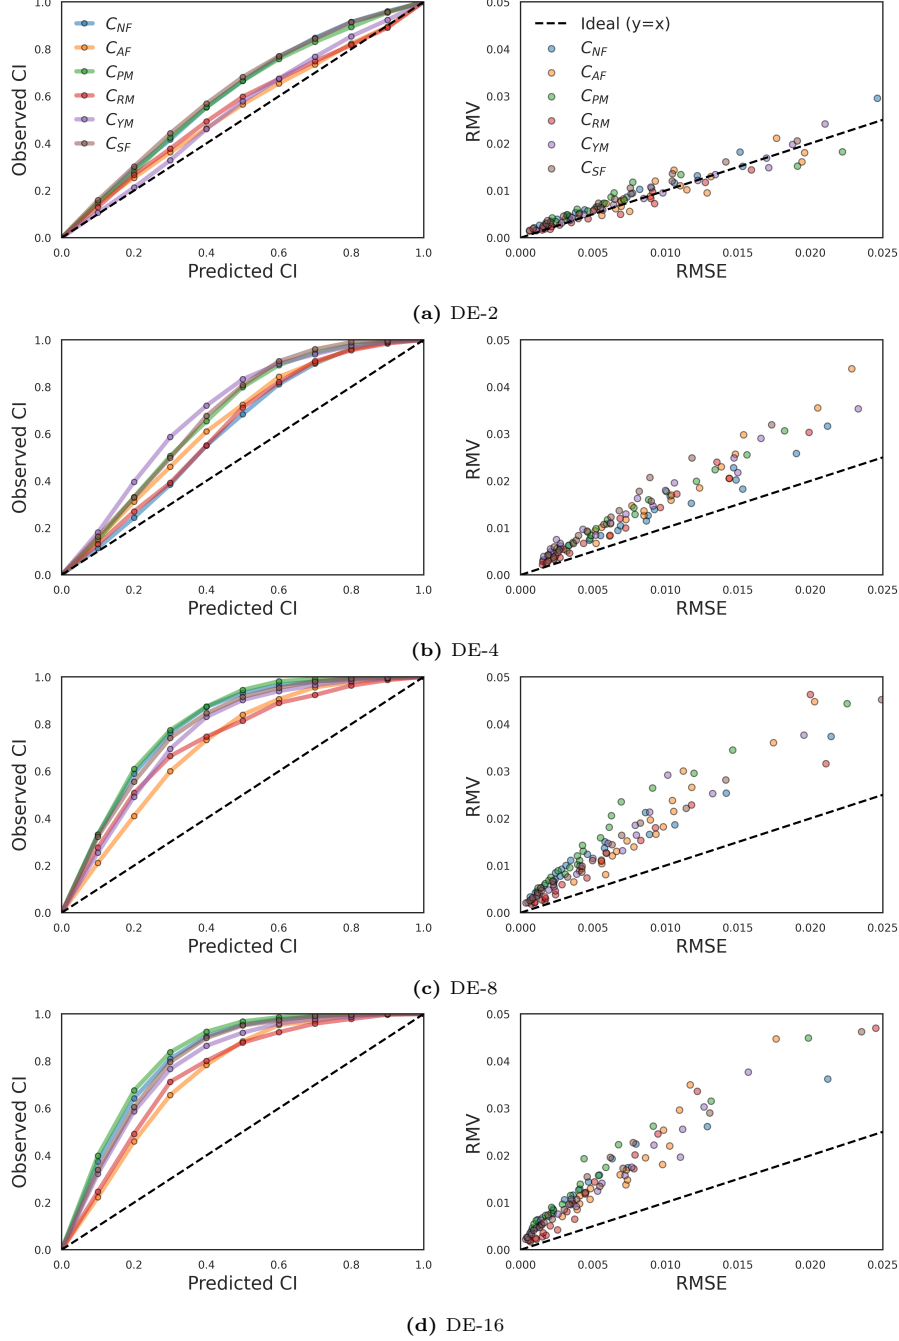 1.0
0.8
0.6
0.4
0.2
0.0
Observed CI
C_NF
C_AF
C_PM
C_RM
C_YM
C_SF
0.0 0.2 0.4 0.6 0.8 1.0
Predicted CI
0.05
0.04
0.03
0.02
0.01
0.00
RMV
Ideal (y=x)
C_NF
C_AF
C_PM
C_RM
C_YM
C_SF
0.000 0.005 0.010 0.015 0.020 0.025
RMSE
(a) DE-2
1.0
0.8
0.6
0.4
0.2
0.0
Observed CI
0.0 0.2 0.4 0.6 0.8 1.0
Predicted CI
0.05
0.04
0.03
0.02
0.01
0.00
RMV
0.000 0.005 0.010 0.015 0.020 0.025
RMSE
(b) DE-4
1.0
0.8
0.6
0.4
0.2
0.0
Observed CI
0.0 0.2 0.4 0.6 0.8 1.0
Predicted CI
0.05
0.04
0.03
0.02
0.01
0.00
RMV
0.000 0.005 0.010 0.015 0.020 0.025
RMSE
(c) DE-8
1.0
0.8
0.6
0.4
0.2
0.0
Observed CI
0.0 0.2 0.4 0.6 0.8 1.0
Predicted CI
0.05
0.04
0.03
0.02
0.01
0.00
RMV
0.000 0.005 0.010 0.015 0.020 0.025
RMSE
(d) DE-16